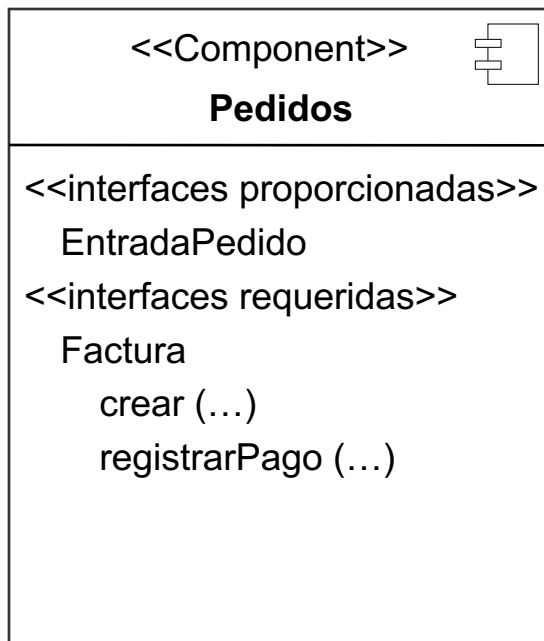 <<Component>>
Pedidos
<<interfaces proporcionadas>>
EntradaPedido
<<interfaces requeridas>>
Factura
crear (…)
registrarPago (…)